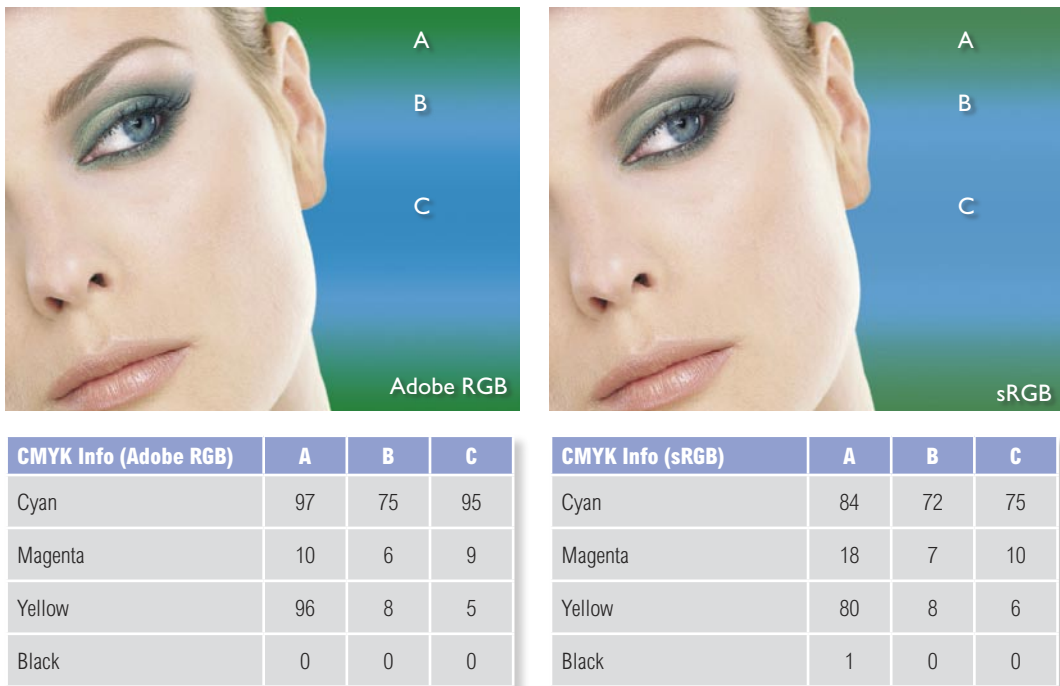 A
B
C
Adobe RGB
A
B
C
sRGB
CMYK Info (Adobe RGB) A B C
Cyan 97 75 95
Magenta 10 6 9
Yellow 96 8 5
Black 0 0 0
CMYK Info (sRGB) A B C
Cyan 84 72 75
Magenta 18 7 10
Yellow 80 8 6
Black 1 0 0